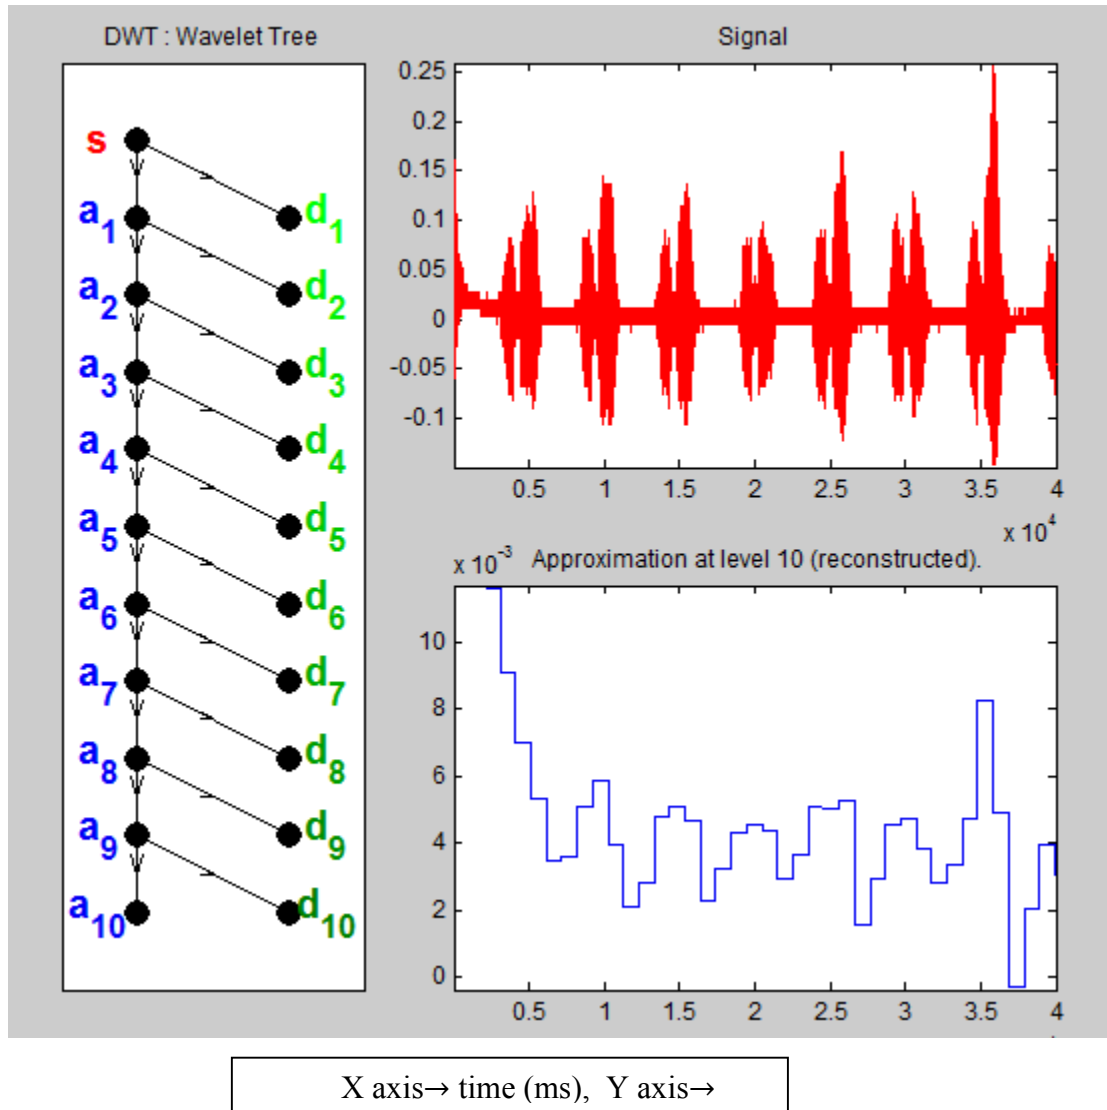 DWT : Wavelet Tree
s
a1 d1
a2 d2
a3 d3
a4 d4
a5 d5
a6 d6
a7 d7
a8 d8
a9 d9
a10 d10
Signal
0.25
0.2
0.15
0.1
0.05
0
-0.05
-0.1
0.5 1 1.5 2 2.5 3 3.5 4
x 10^4
x 10^-3 Approximation at level 10 (reconstructed).
10
8
6
4
2
0
0.5 1 1.5 2 2.5 3 3.5 4
X axis→ time (ms), Y axis→